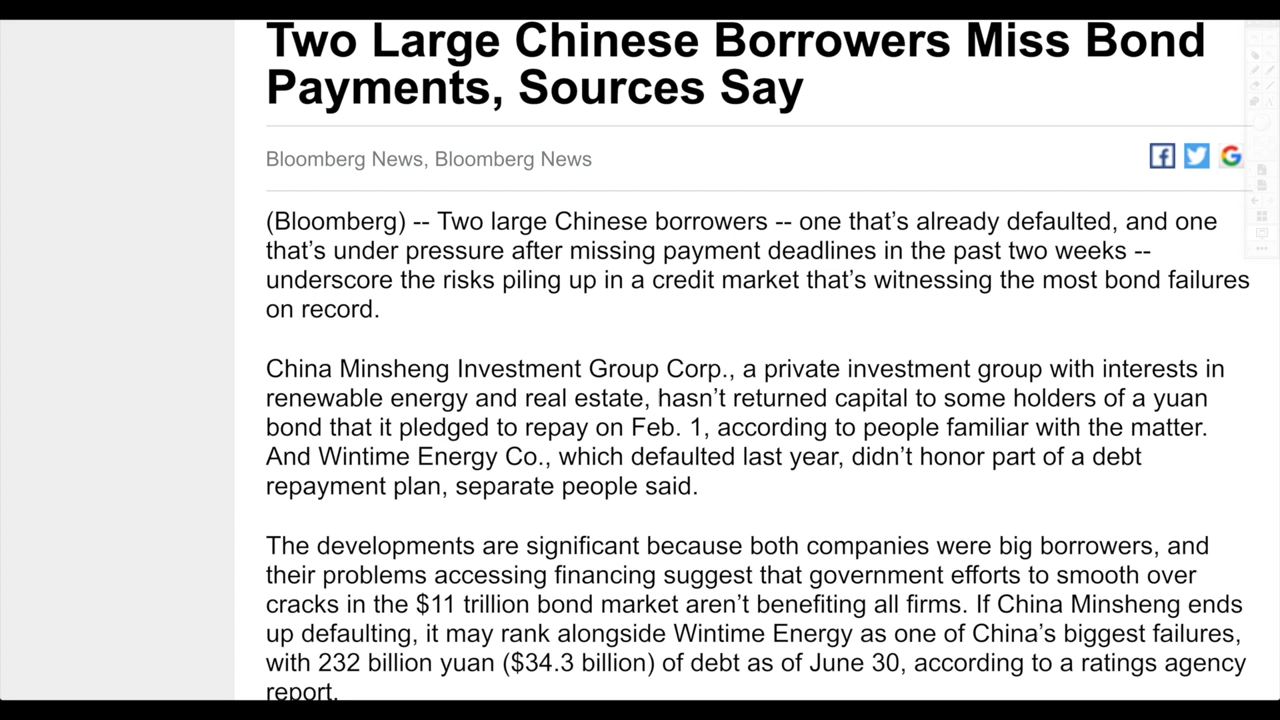 Two Large Chinese Borrowers Miss Bond
Payments, Sources Say
Bloomberg News, Bloomberg News
(Bloomberg) -- Two large Chinese borrowers -- one that’s already defaulted, and one
that’s under pressure after missing payment deadlines in the past two weeks --
underscore the risks piling up in a credit market that’s witnessing the most bond failures
on record.
China Minsheng Investment Group Corp., a private investment group with interests in
renewable energy and real estate, hasn’t returned capital to some holders of a yuan
bond that it pledged to repay on Feb. 1, according to people familiar with the matter.
And Wintime Energy Co., which defaulted last year, didn’t honor part of a debt
repayment plan, separate people said.
The developments are significant because both companies were big borrowers, and
their problems accessing financing suggest that government efforts to smooth over
cracks in the $11 trillion bond market aren’t benefiting all firms. If China Minsheng ends
up defaulting, it may rank alongside Wintime Energy as one of China’s biggest failures,
with 232 billion yuan ($34.3 billion) of debt as of June 30, according to a ratings agency
report.